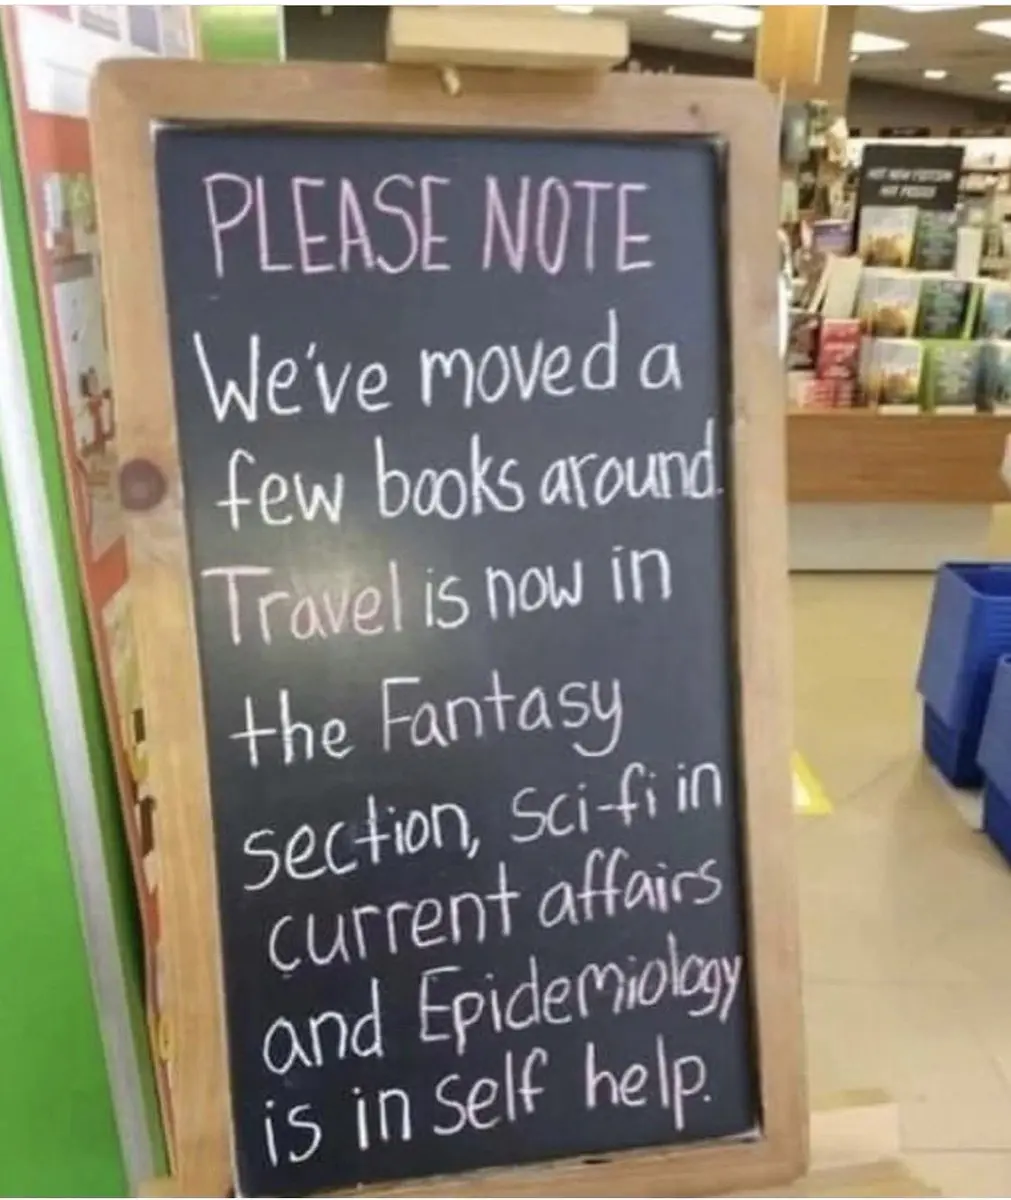 PLEASE NOTE
We've moved a
few books around.
Travel is now in
the Fantasy
section, sci-fi in
current affairs
and Epidemiology
is in self help.